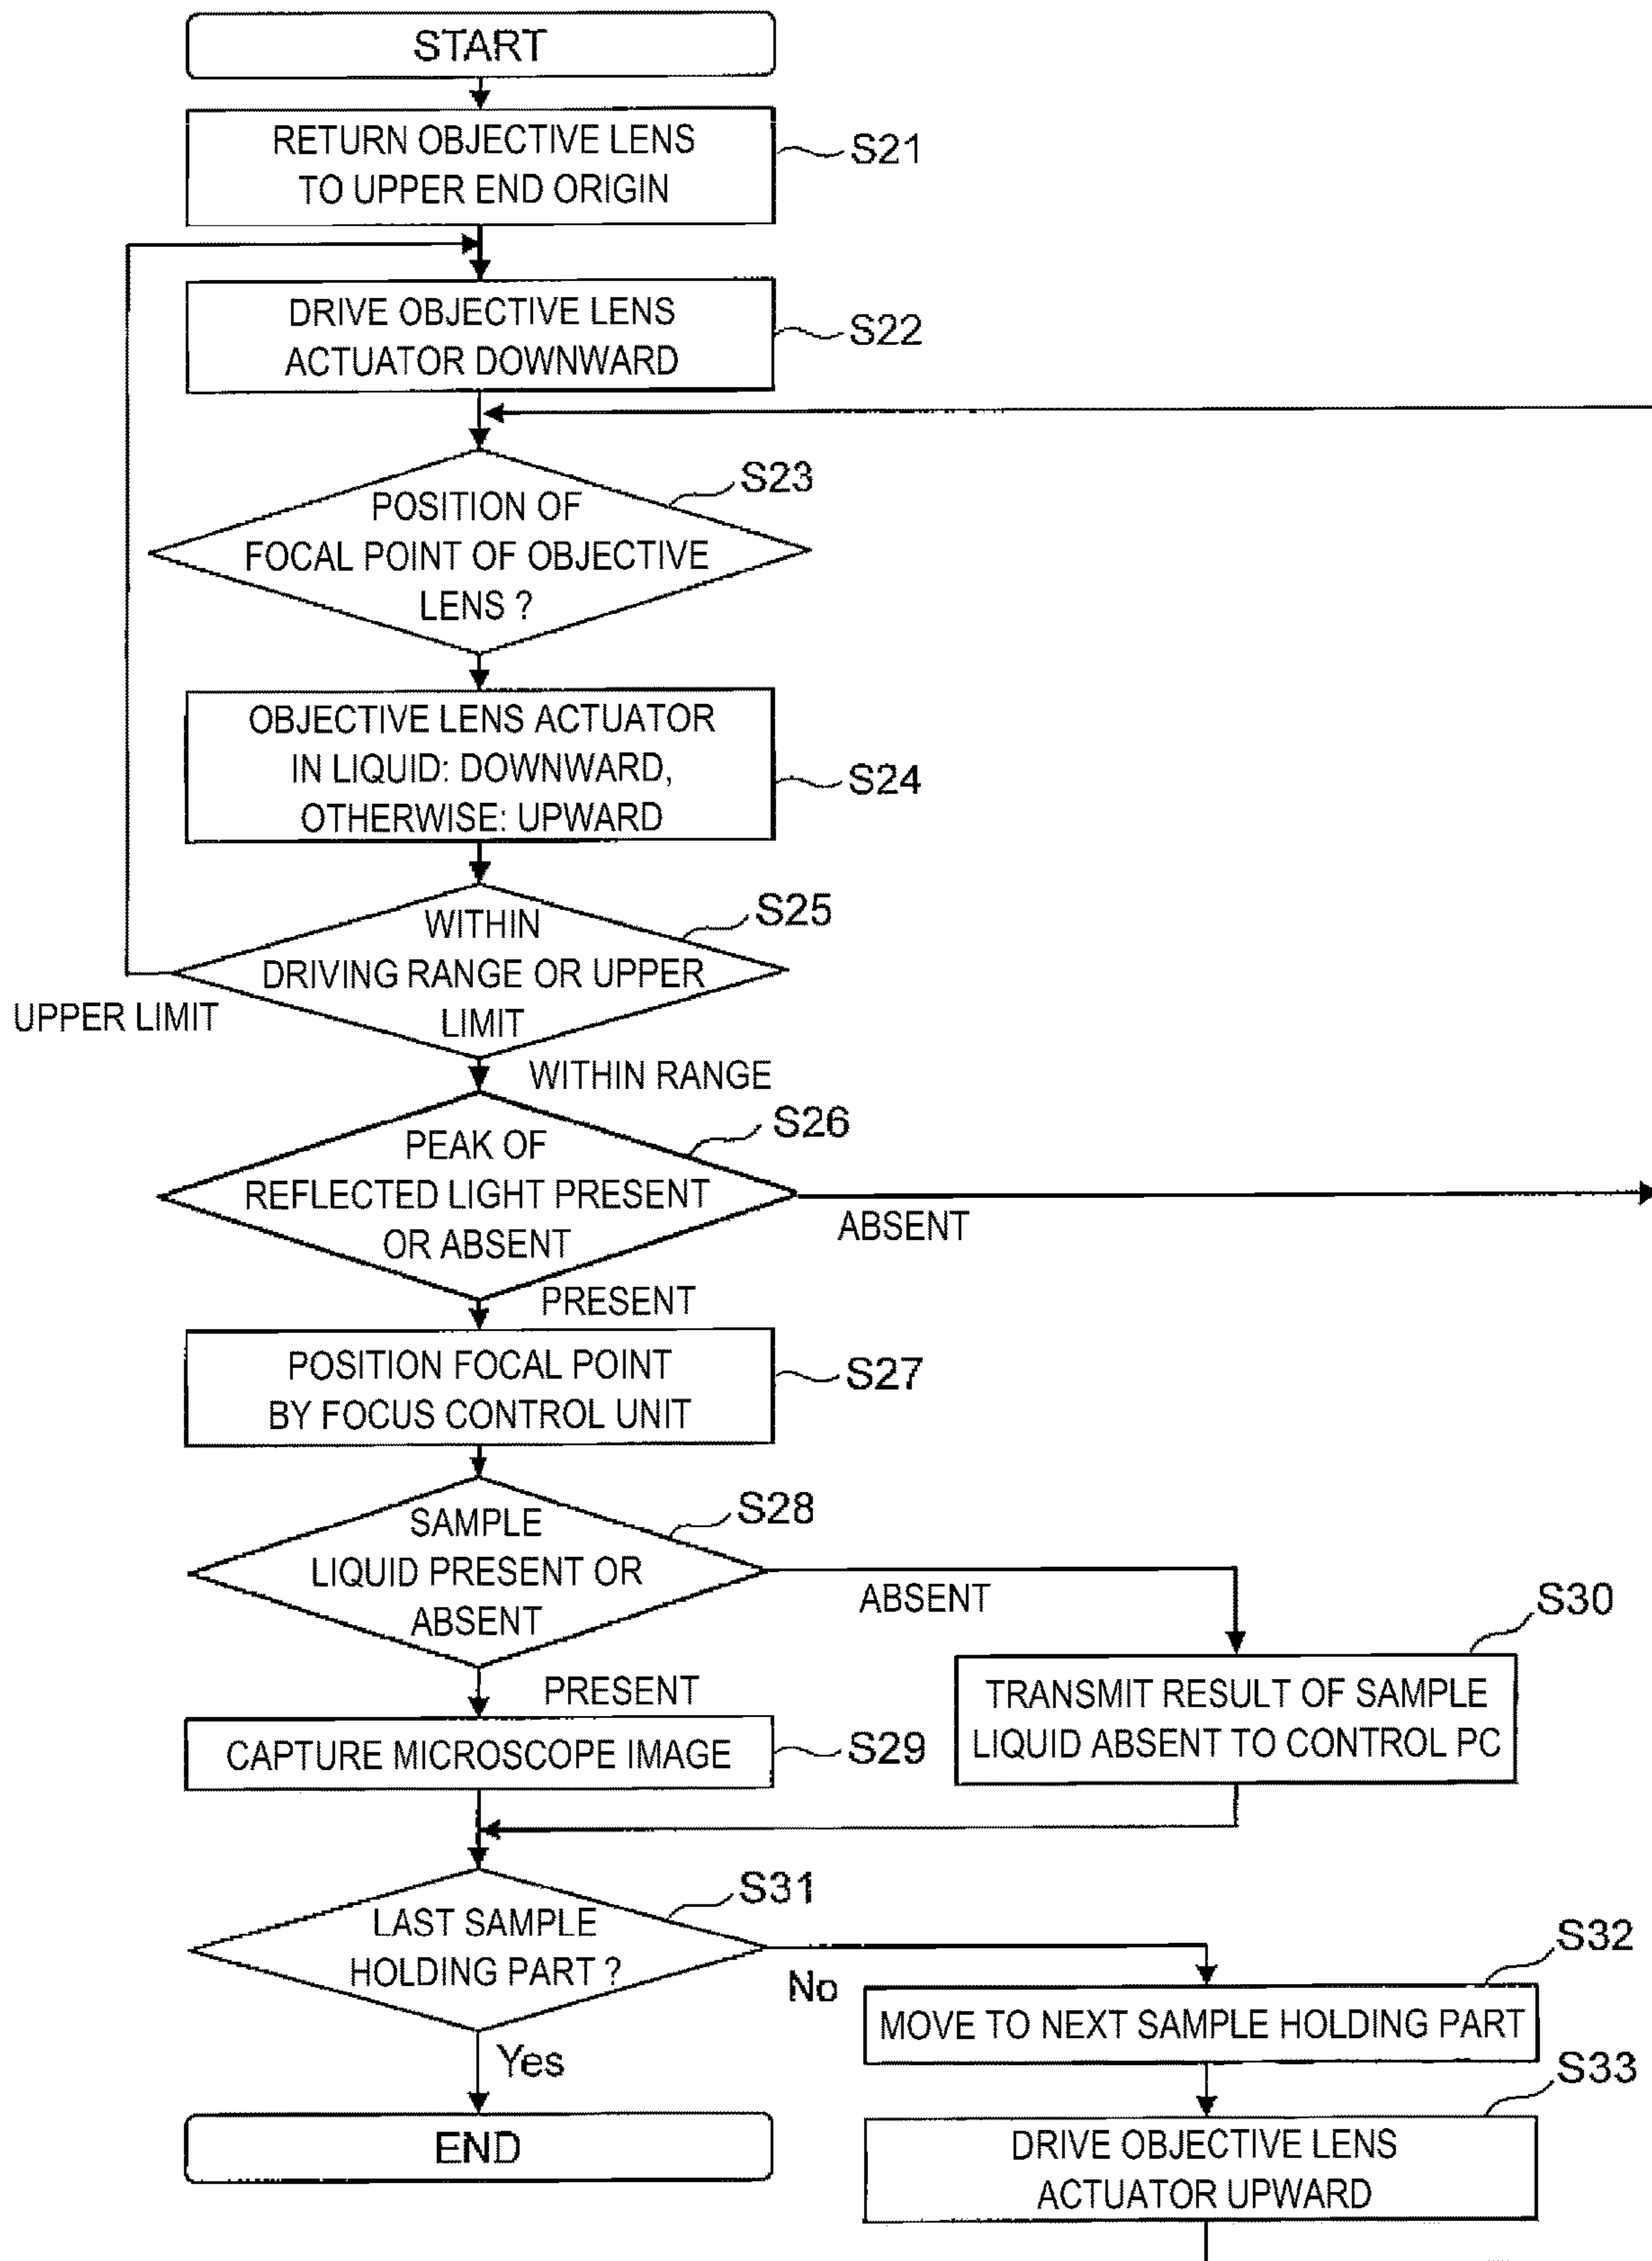 START
RETURN OBJECTIVE LENS
TO UPPER END ORIGIN
S21
DRIVE OBJECTIVE LENS
ACTUATOR DOWNWARD
S22
S23
POSITION OF
FOCAL POINT OF OBJECTIVE
LENS ?
OBJECTIVE LENS ACTUATOR
IN LIQUID: DOWNWARD,
OTHERWISE: UPWARD
S24
S25
WITHIN
DRIVING RANGE OR UPPER
LIMIT
UPPER LIMIT
WITHIN RANGE
S26
PEAK OF
REFLECTED LIGHT PRESENT
OR ABSENT
ABSENT
PRESENT
POSITION FOCAL POINT
BY FOCUS CONTROL UNIT
S27
S28
SAMPLE
LIQUID PRESENT OR
ABSENT
ABSENT
PRESENT
S30
TRANSMIT RESULT OF SAMPLE
LIQUID ABSENT TO CONTROL PC
CAPTURE MICROSCOPE IMAGE
S29
S31
LAST SAMPLE
HOLDING PART ?
No
Yes
S32
MOVE TO NEXT SAMPLE HOLDING PART
S33
DRIVE OBJECTIVE LENS
ACTUATOR UPWARD
END